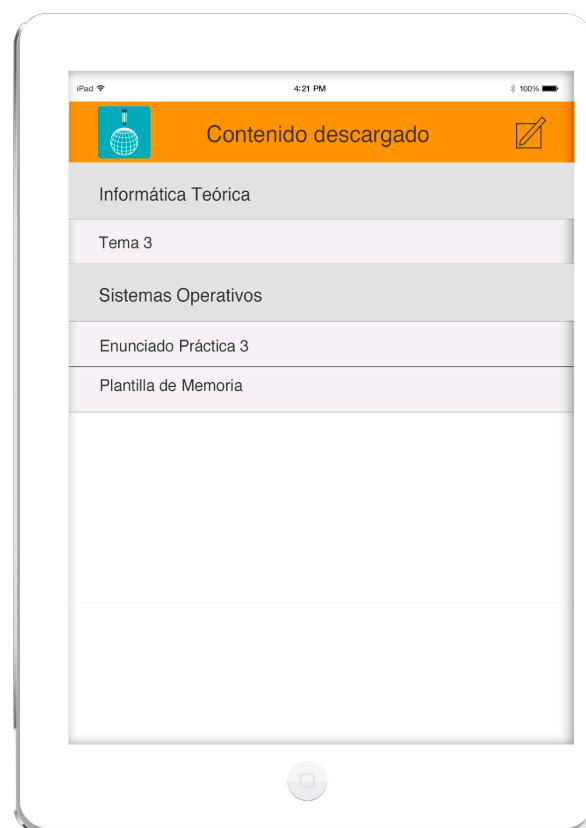 iPad
4:21 PM
100%
Contenido descargado
Informática Teórica
Tema 3
Sistemas Operativos
Enunciado Práctica 3
Plantilla de Memoria